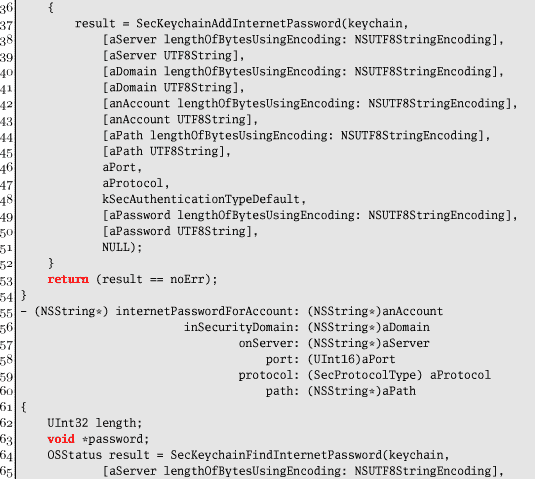 36     {
37         result = SecKeychainAddInternetPassword(keychain,
38             [aServer lengthOfBytesUsingEncoding: NSUTF8StringEncoding],
39             [aServer UTF8String],
40             [aDomain lengthOfBytesUsingEncoding: NSUTF8StringEncoding],
41             [aDomain UTF8String],
42             [anAccount lengthOfBytesUsingEncoding: NSUTF8StringEncoding],
43             [anAccount UTF8String],
44             [aPath lengthOfBytesUsingEncoding: NSUTF8StringEncoding],
45             [aPath UTF8String],
46             aPort,
47             aProtocol,
48             kSecAuthenticationTypeDefault,
49             [aPassword lengthOfBytesUsingEncoding: NSUTF8StringEncoding],
50             [aPassword UTF8String],
51             NULL);
52     }
53     return (result == noErr);
54 }
55 - (NSString*) internetPasswordForAccount: (NSString*)anAccount
56                         inSecurityDomain: (NSString*)aDomain
57                                 onServer: (NSString*)aServer
58                                     port: (UInt16)aPort
59                                 protocol: (SecProtocolType) aProtocol
60                                     path: (NSString*)aPath
61 {
62     UInt32 length;
63     void *password;
64     OSStatus result = SecKeychainFindInternetPassword(keychain,
65             [aServer lengthOfBytesUsingEncoding: NSUTF8StringEncoding],